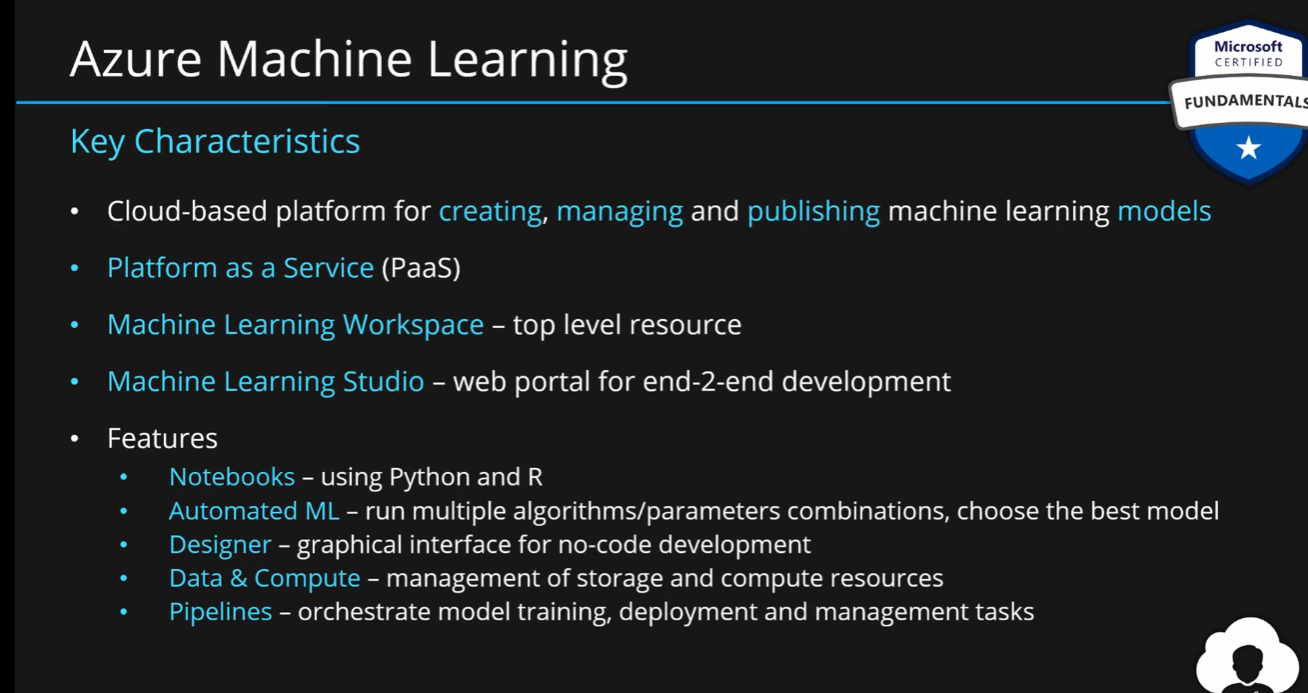 Azure Machine Learning
Microsoft
CERTIFIED
FUNDAMENTALS
Key Characteristics
• Cloud-based platform for creating, managing and publishing machine learning models
• Platform as a Service (PaaS)
• Machine Learning Workspace – top level resource
• Machine Learning Studio – web portal for end-2-end development
• Features
• Notebooks – using Python and R
• Automated ML – run multiple algorithms/parameters combinations, choose the best model
• Designer – graphical interface for no-code development
• Data & Compute – management of storage and compute resources
• Pipelines – orchestrate model training, deployment and management tasks